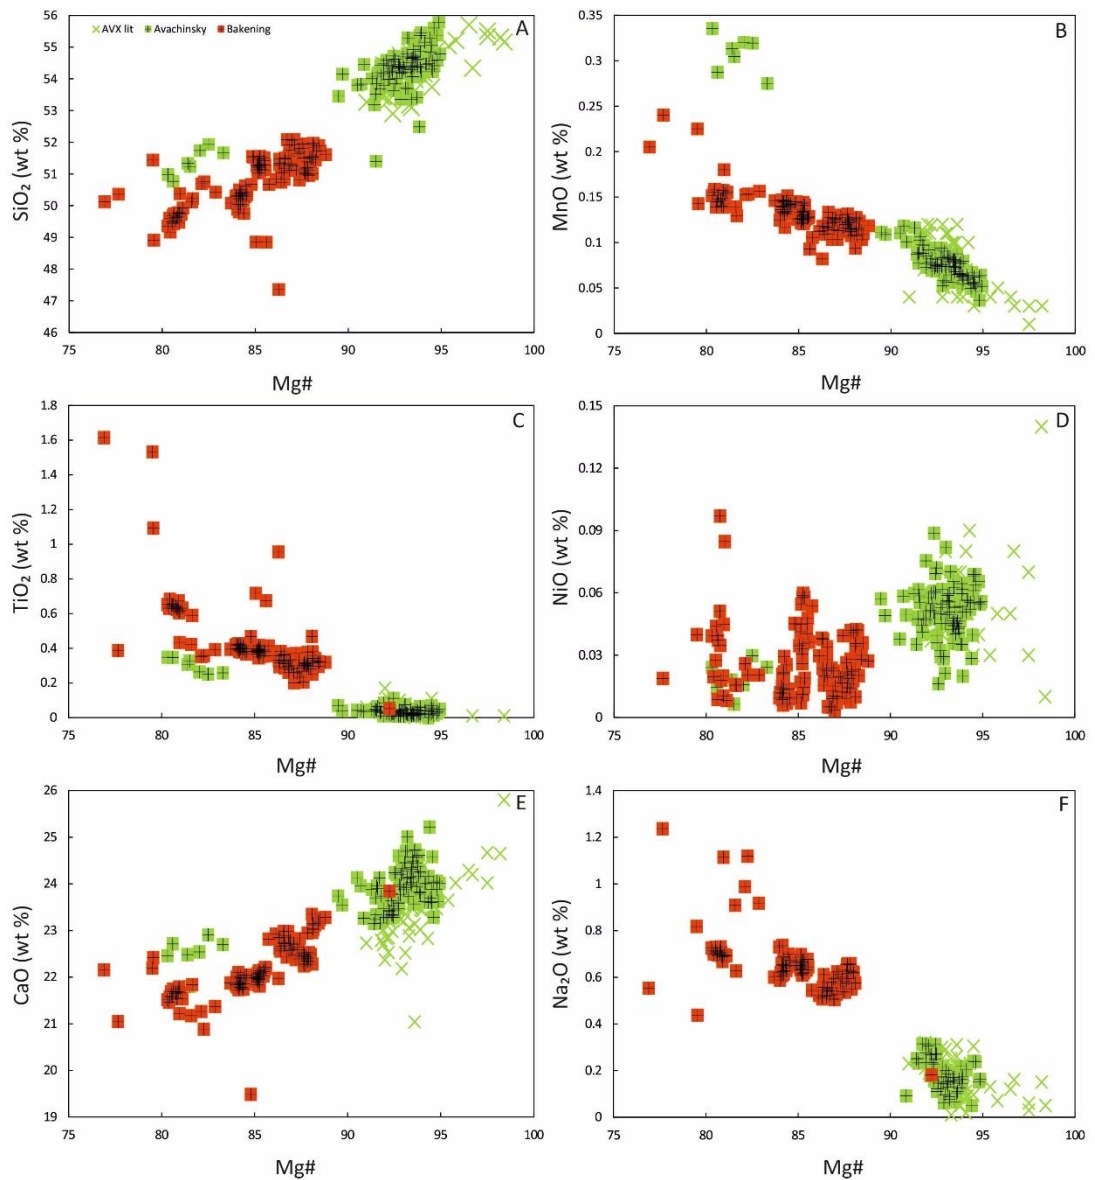 56
55
54
53
52
51
50
49
48
47
46
SiO₂ (wt %)
AVX lit Avachinsky Bakening
A
75 80 85 90 95 100
Mg#
0.35
0.3
0.25
0.2
0.15
0.1
0.05
0
MnO (wt %)
B
75 80 85 90 95 100
Mg#
1.8
1.6
1.4
1.2
1
0.8
0.6
0.4
0.2
0
TiO₂ (wt %)
C
75 80 85 90 95 100
Mg#
0.15
0.12
0.09
0.06
0.03
0
NiO (wt %)
D
75 80 85 90 95 100
Mg#
26
25
24
23
22
21
20
19
CaO (wt %)
E
75 80 85 90 95 100
Mg#
1.4
1.2
1
0.8
0.6
0.4
0.2
0
Na₂O (wt %)
F
75 80 85 90 95 100
Mg#